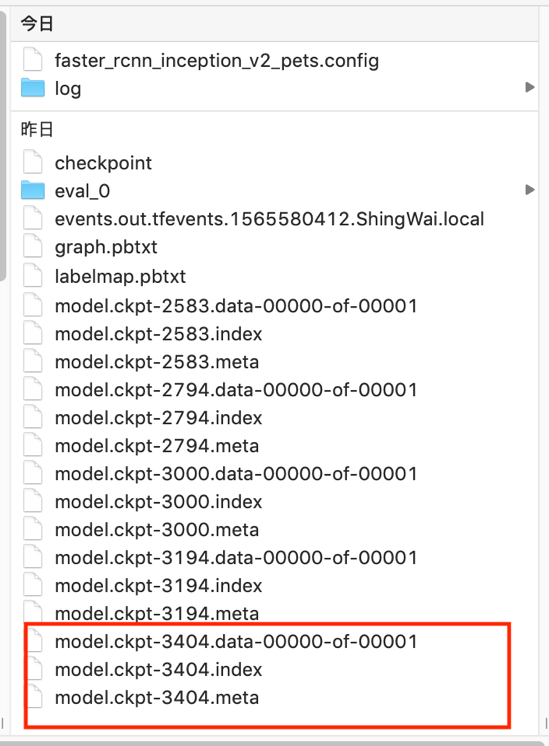 今日
faster_rcnn_inception_v2_pets.config
log
昨日
checkpoint
eval_0
events.out.tfevents.1565580412.ShingWai.local
graph.pbtxt
labelmap.pbtxt
model.ckpt-2583.data-00000-of-00001
model.ckpt-2583.index
model.ckpt-2583.meta
model.ckpt-2794.data-00000-of-00001
model.ckpt-2794.index
model.ckpt-2794.meta
model.ckpt-3000.data-00000-of-00001
model.ckpt-3000.index
model.ckpt-3000.meta
model.ckpt-3194.data-00000-of-00001
model.ckpt-3194.index
model.ckpt-3194.meta
model.ckpt-3404.data-00000-of-00001
model.ckpt-3404.index
model.ckpt-3404.meta